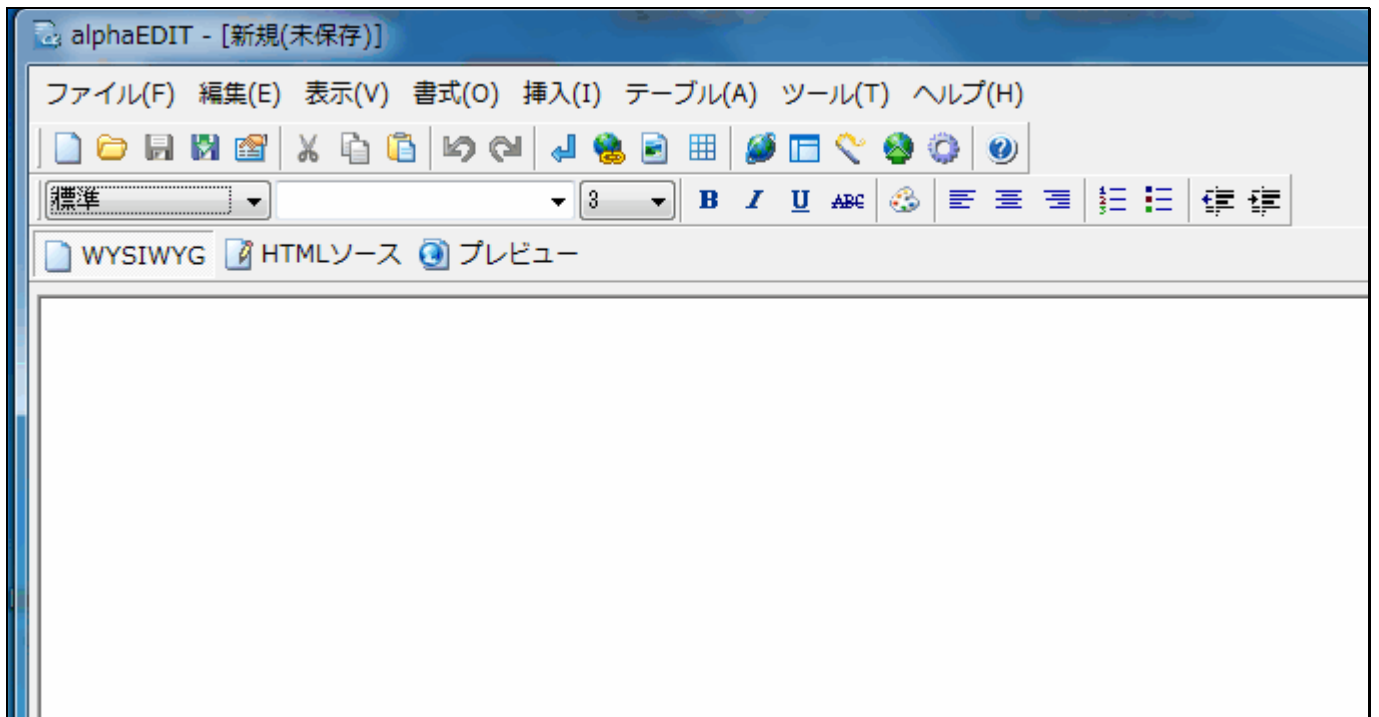 alphaEDIT - [新規(未保存)]
ファイル(F) 編集(E) 表示(V) 書式(O) 挿入(I) テーブル(A) ツール(T) ヘルプ(H)
標準 3 B I U ABC
WYSIWYG HTMLソース プレビュー